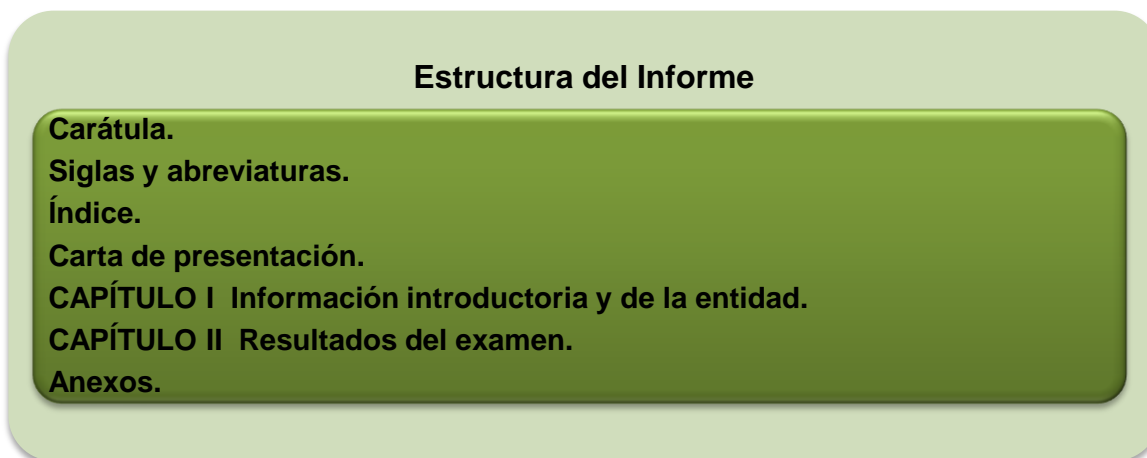 Estructura del Informe
Carátula.
Siglas y abreviaturas.
Índice.
Carta de presentación.
CAPÍTULO I Información introductoria y de la entidad.
CAPÍTULO II Resultados del examen.
Anexos.